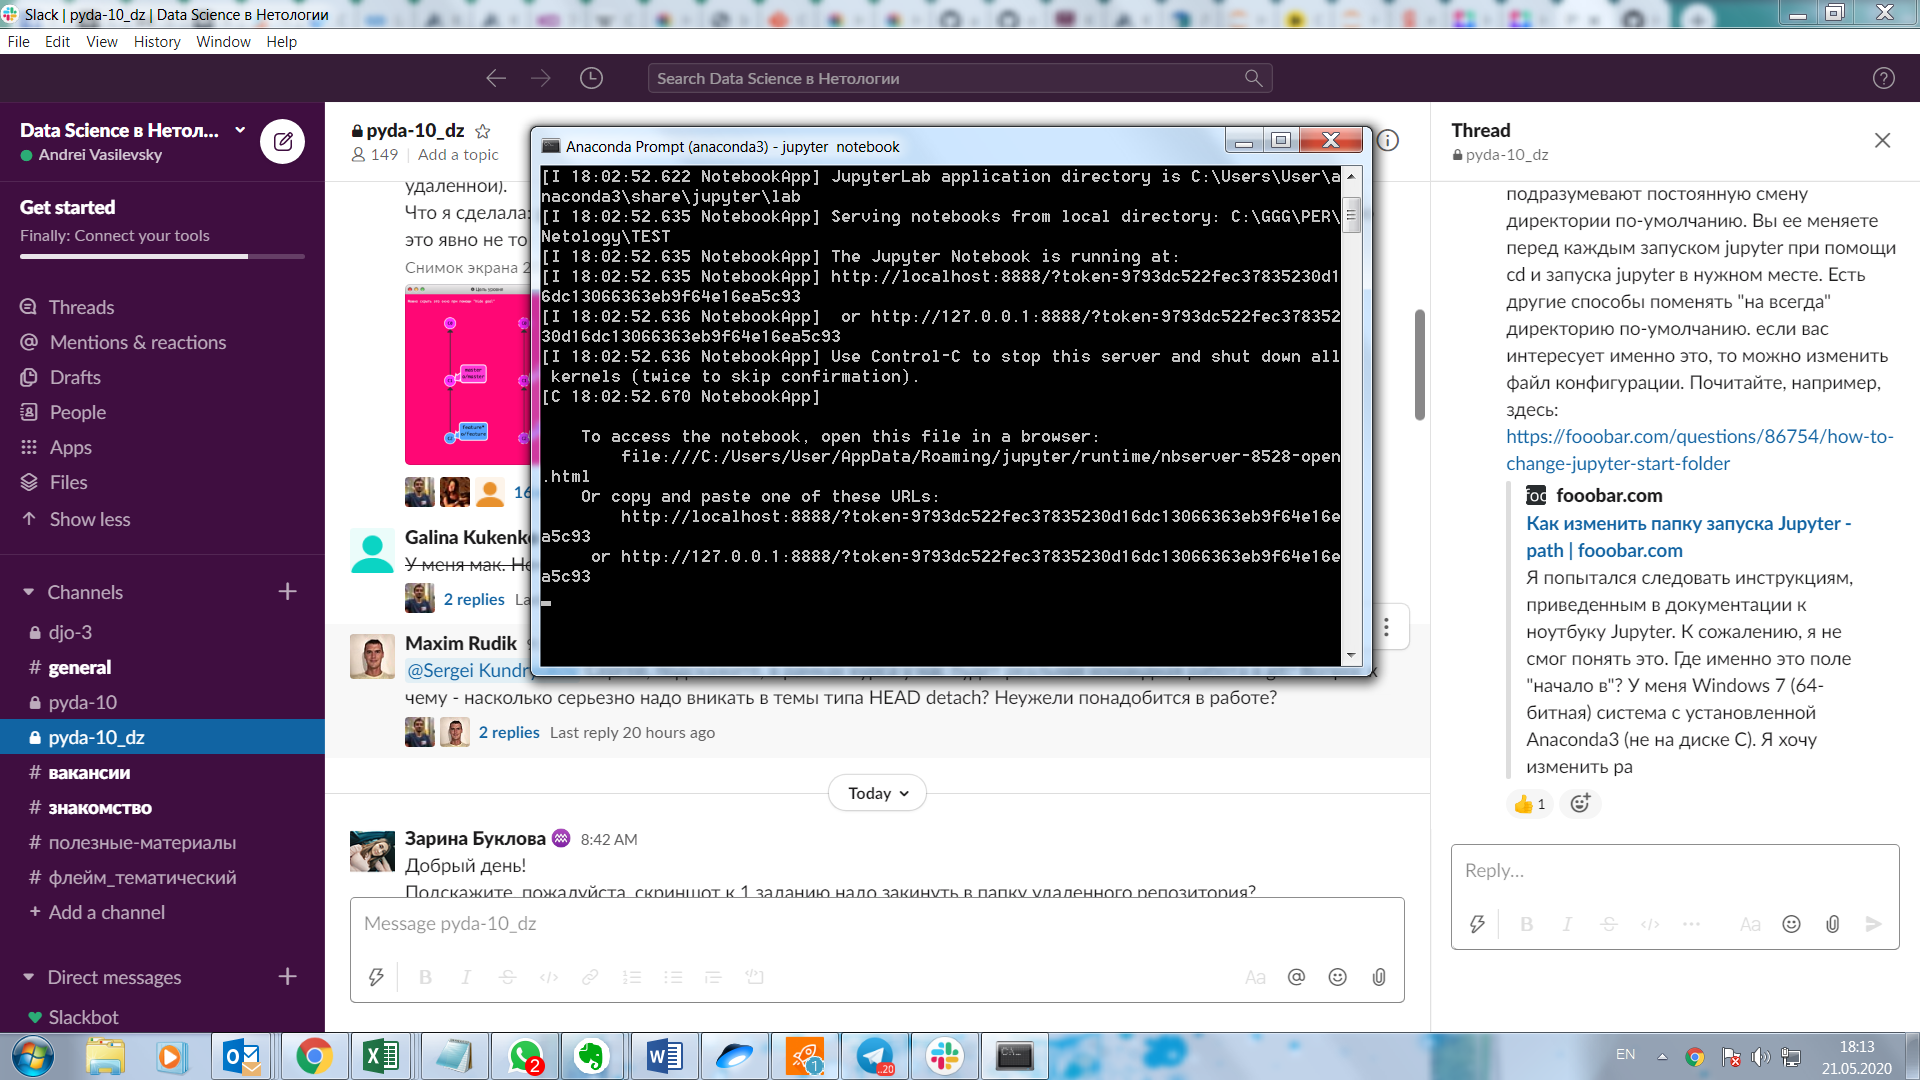 Slack | pyda-10_dz | Data Science в Нетологии
File Edit View History Window Help
Search Data Science в Нетологии
Data Science в Нетол...
Andrei Vasilevsky
Get started
Finally: Connect your tools
Threads
Mentions & reactions
Drafts
People
Apps
Files
Show less
Channels
djo-3
# general
pyda-10
pyda-10_dz
# вакансии
# знакомство
# полезные-материалы
# флейм_тематический
+ Add a channel
Direct messages
Slackbot
pyda-10_dz
149 | Add a topic
удаленной).
Что я сделала:
это явно не то
Снимок экрана 2
16
Galina Kukenko
У меня мак. Не
2 replies La
Maxim Rudik 9
@Sergei Kundry
чему - насколько серьезно надо вникать в темы типа HEAD detach? Неужели понадобится в работе?
2 replies Last reply 20 hours ago
Today
Зарина Буклова 8:42 AM
Добрый день!
Подскажите, пожалуйста, скриншот к 1 заданию надо закинуть в папку удаленного репозитория?
Message pyda-10_dz
Anaconda Prompt (anaconda3) - jupyter notebook
[I 18:02:52.622 NotebookApp] JupyterLab application directory is C:\Users\User\a
naconda3\share\jupyter\lab
[I 18:02:52.635 NotebookApp] Serving notebooks from local directory: C:\GGG\PER\
Netology\TEST
[I 18:02:52.635 NotebookApp] The Jupyter Notebook is running at:
[I 18:02:52.635 NotebookApp] http://localhost:8888/?token=9793dc522fec37835230d1
6dc13066363eb9f64e16ea5c93
[I 18:02:52.636 NotebookApp]  or http://127.0.0.1:8888/?token=9793dc522fec378352
30d16dc13066363eb9f64e16ea5c93
[I 18:02:52.636 NotebookApp] Use Control-C to stop this server and shut down all
kernels (twice to skip confirmation).
[C 18:02:52.670 NotebookApp]
To access the notebook, open this file in a browser:
file:///C:/Users/User/AppData/Roaming/jupyter/runtime/nbserver-8528-open
.html
Or copy and paste one of these URLs:
http://localhost:8888/?token=9793dc522fec37835230d16dc13066363eb9f64e16e
a5c93
or http://127.0.0.1:8888/?token=9793dc522fec37835230d16dc13066363eb9f64e16e
a5c93
Thread
pyda-10_dz
подразумевают постоянную смену
директории по-умолчанию. Вы ее меняете
перед каждым запуском jupyter при помощи
cd и запуска jupyter в нужном месте. Есть
другие способы поменять "на всегда"
директорию по-умолчанию. если вас
интересует именно это, то можно изменить
файл конфигурации. Почитайте, например,
здесь:
https://fooobar.com/questions/86754/how-to-
change-jupyter-start-folder
foo fooobar.com
Как изменить папку запуска Jupyter -
path | fooobar.com
Я попытался следовать инструкциям,
приведенным в документации к
ноутбуку Jupyter. К сожалению, я не
смог понять это. Где именно это поле
"начало в"? У меня Windows 7 (64-
битная) система с установленной
Anaconda3 (не на диске C). Я хочу
изменить ра
1
Reply...
EN
18:13
21.05.2020